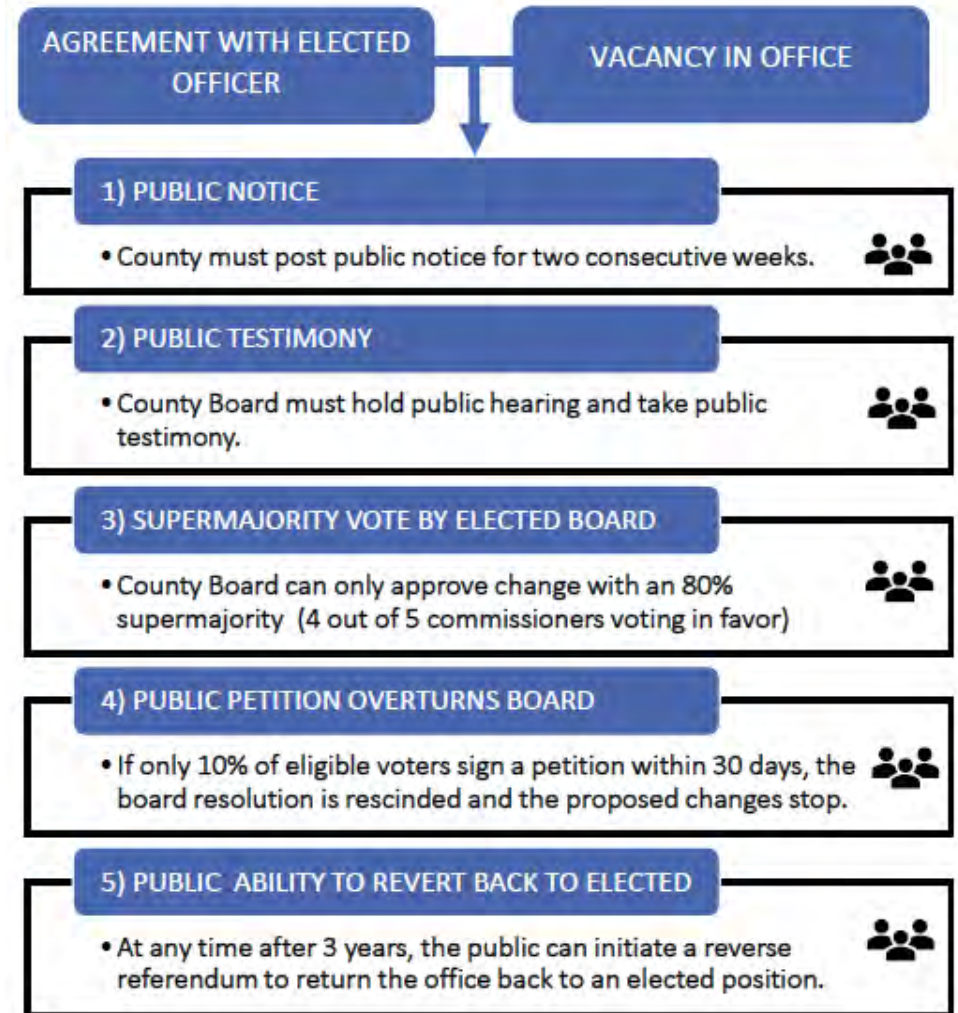 AGREEMENT WITH ELECTED
OFFICER
VACANCY IN OFFICE
1) PUBLIC NOTICE
• County must post public notice for two consecutive weeks.
2) PUBLIC TESTIMONY
• County Board must hold public hearing and take public
testimony.
3) SUPERMAJORITY VOTE BY ELECTED BOARD
• County Board can only approve change with an 80%
supermajority (4 out of 5 commissioners voting in favor)
4) PUBLIC PETITION OVERTURNS BOARD
• If only 10% of eligible voters sign a petition within 30 days, the
board resolution is rescinded and the proposed changes stop.
5) PUBLIC ABILITY TO REVERT BACK TO ELECTED
• At any time after 3 years, the public can initiate a reverse
referendum to return the office back to an elected position.